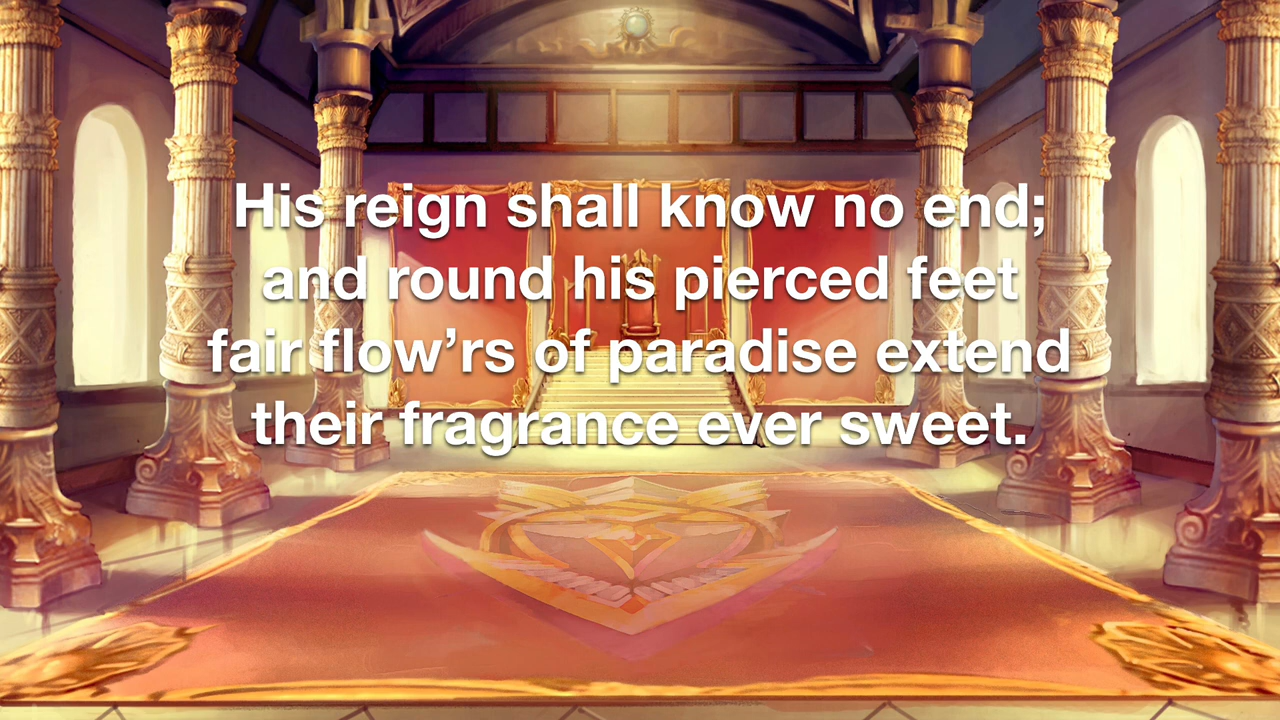 His reign shall know no end;
and round his pierced feet
fair flow’rs of paradise extend
their fragrance ever sweet.